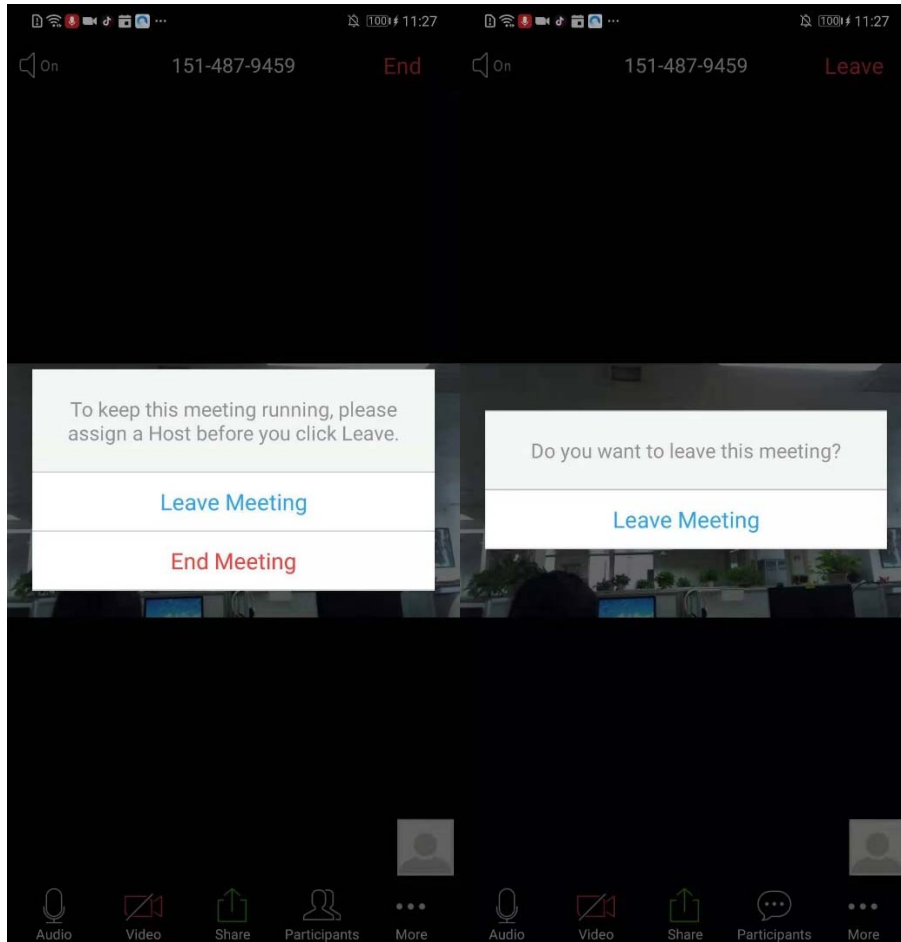 100 11:27
On 151-487-9459 End
To keep this meeting running, please
assign a Host before you click Leave.
Leave Meeting
End Meeting
Audio Video Share Participants More
100 11:27
On 151-487-9459 Leave
Do you want to leave this meeting?
Leave Meeting
Audio Video Share Participants More